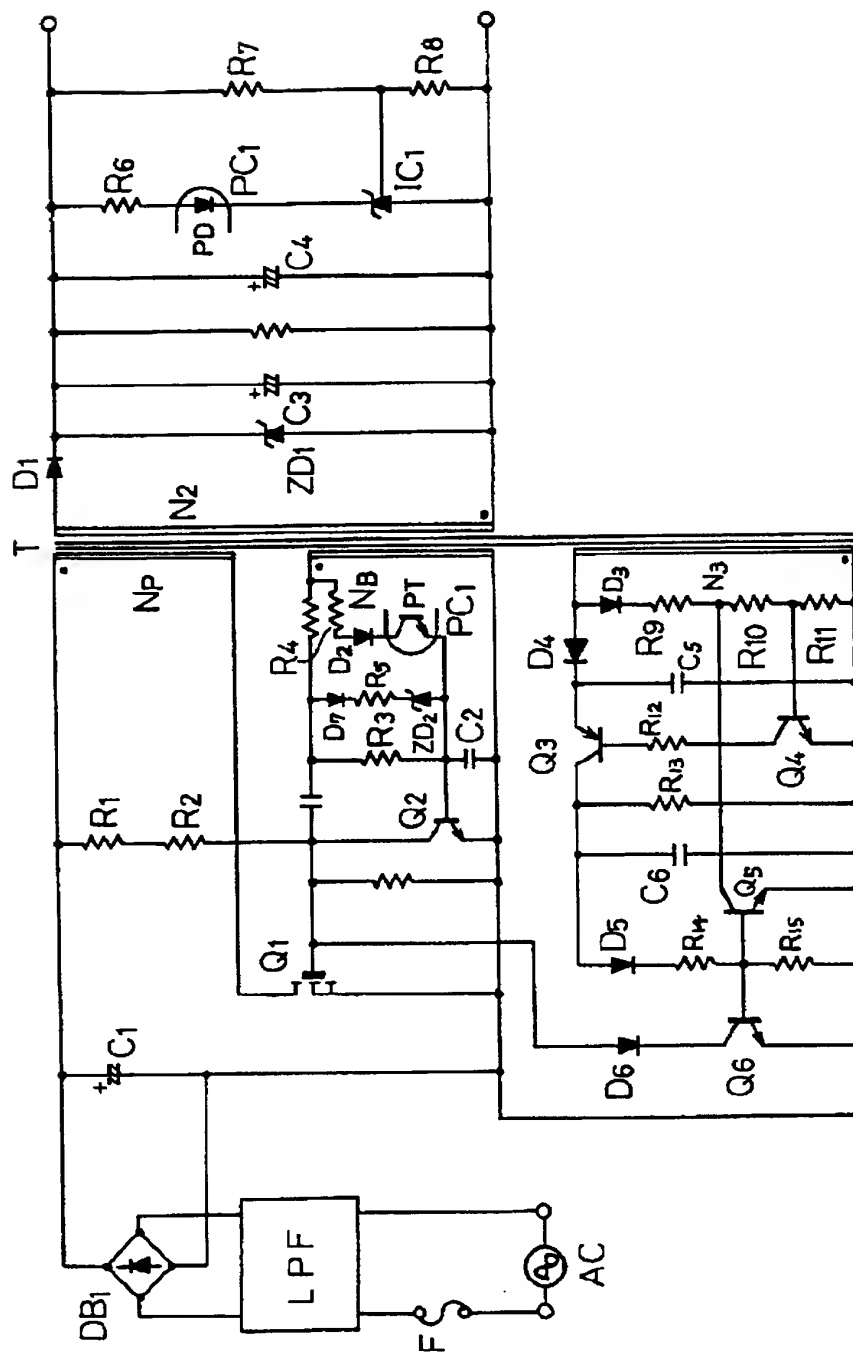 T
D1
N2
ZD1
C3
C4
R6
PD
PC1
IC1
R7
R8
NP
R1
R2
Q1
R4
NB
D2
PT
PC1
D7
R5
ZD2
R3
C2
Q2
C1
DB1
LPF
F
AC
N3
D3
D4
R9
R10
R11
C5
Q3
R12
Q4
R13
C6
Q5
D5
R14
R15
D6
Q6